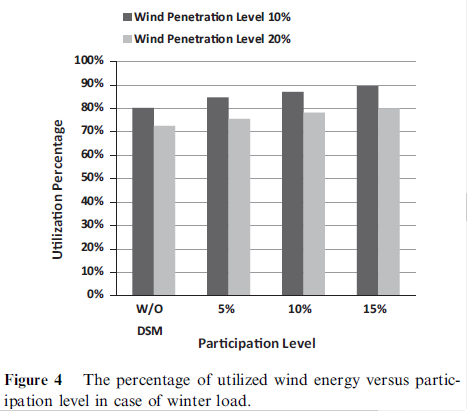 Wind Penetration Level 10%
Wind Penetration Level 20%
100%
90%
80%
70%
60%
50%
40%
30%
20%
10%
0%
Utilization Percentage
W/O DSM
5%
10%
15%
Participation Level
Figure 4 The percentage of utilized wind energy versus partic-
ipation level in case of winter load.